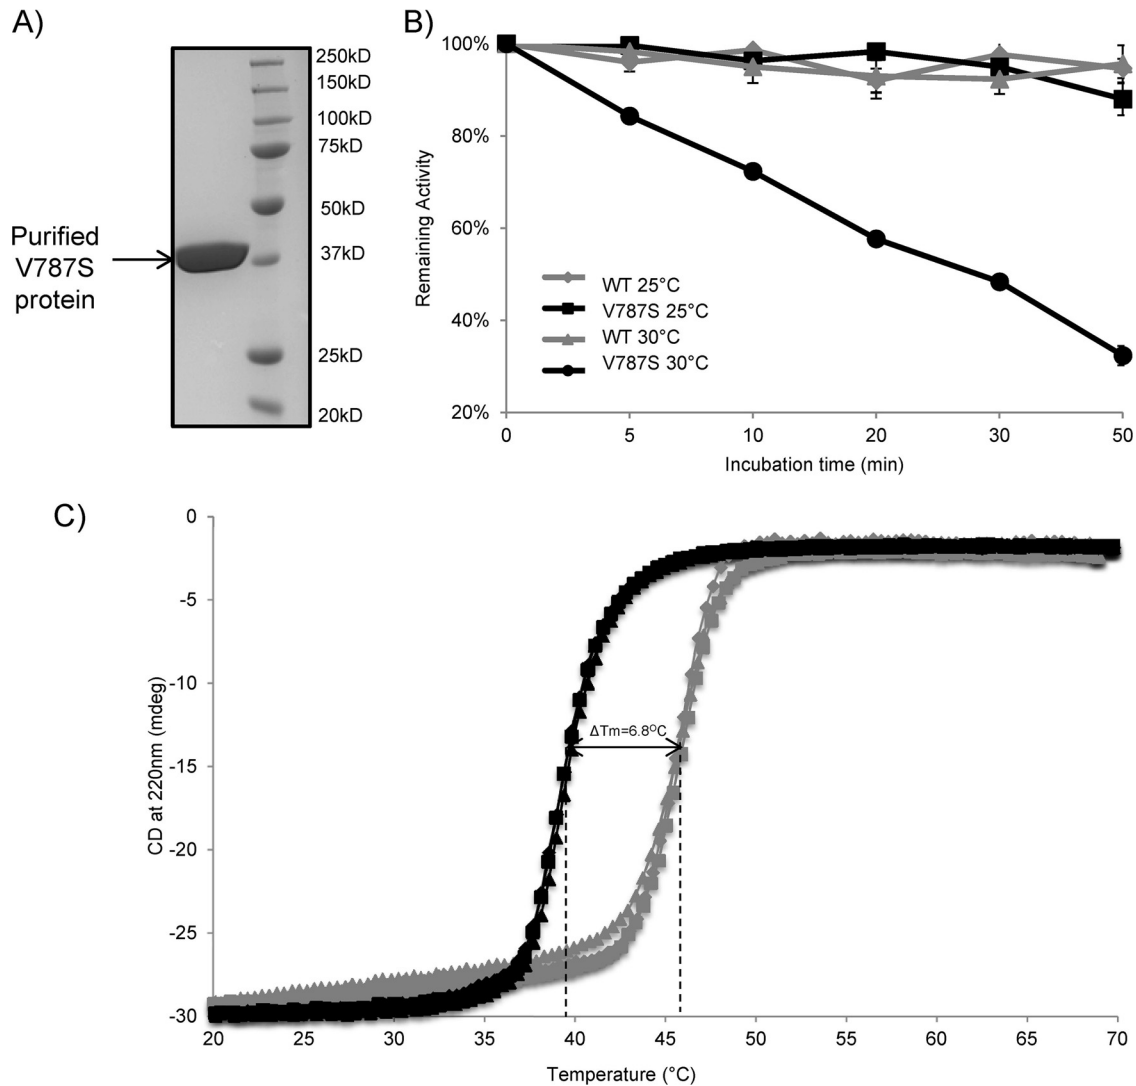 A)
250kD
150kD
100kD
75kD
50kD
37kD
25kD
20kD
Purified
V787S
protein
B)
100%
80%
60%
40%
20%
Remaining Activity
WT 25°C
V787S 25°C
WT 30°C
V787S 30°C
0
5
10
20
30
50
Incubation time (min)
C)
0
-5
-10
-15
-20
-25
-30
CD at 220nm (mdeg)
ΔTm=6.8°C
20
25
30
35
40
45
50
55
60
65
70
Temperature (°C)